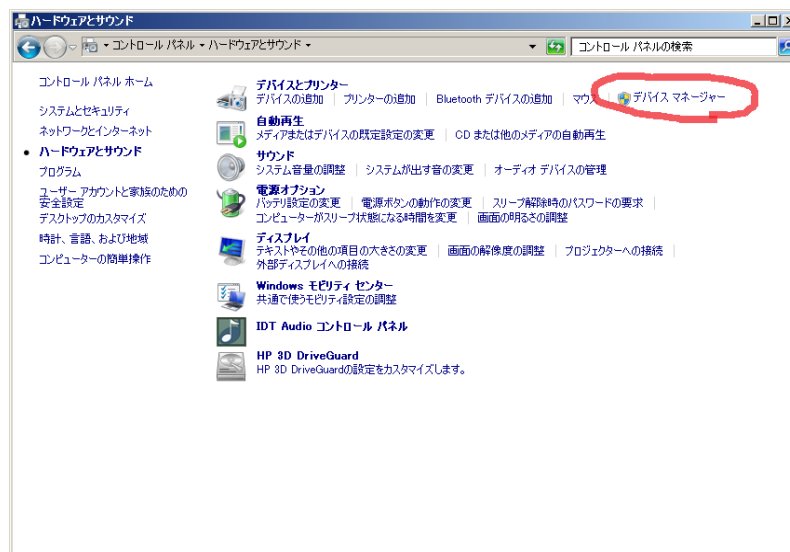 ハードウェアとサウンド
コントロール パネル ハードウェアとサウンド コントロール パネルの検索
コントロール パネル ホーム
システムとセキュリティ
ネットワークとインターネット
ハードウェアとサウンド
プログラム
ユーザー アカウントと家族のための
安全設定
デスクトップのカスタマイズ
時計、言語、および地域
コンピューターの簡単操作
デバイスとプリンター
デバイスの追加 プリンターの追加 Bluetooth デバイスの追加 マウス デバイス マネージャー
自動再生
メディアまたはデバイスの既定設定の変更 CD または他のメディアの自動再生
サウンド
システム音量の調整 システムが出す音の変更 オーディオ デバイスの管理
電源オプション
バッテリ設定の変更 電源ボタンの動作の変更 スリープ解除時のパスワードの要求
コンピューターがスリープ状態になる時間を変更 画面の明るさの調整
ディスプレイ
テキストやその他の項目の大きさの変更 画面の解像度の調整 プロジェクターへの接続
外部ディスプレイへの接続
Windows モビリティ センター
共通で使うモビリティ設定の調整
IDT Audio コントロール パネル
HP 3D DriveGuard
HP 3D DriveGuardの設定をカスタマイズします。